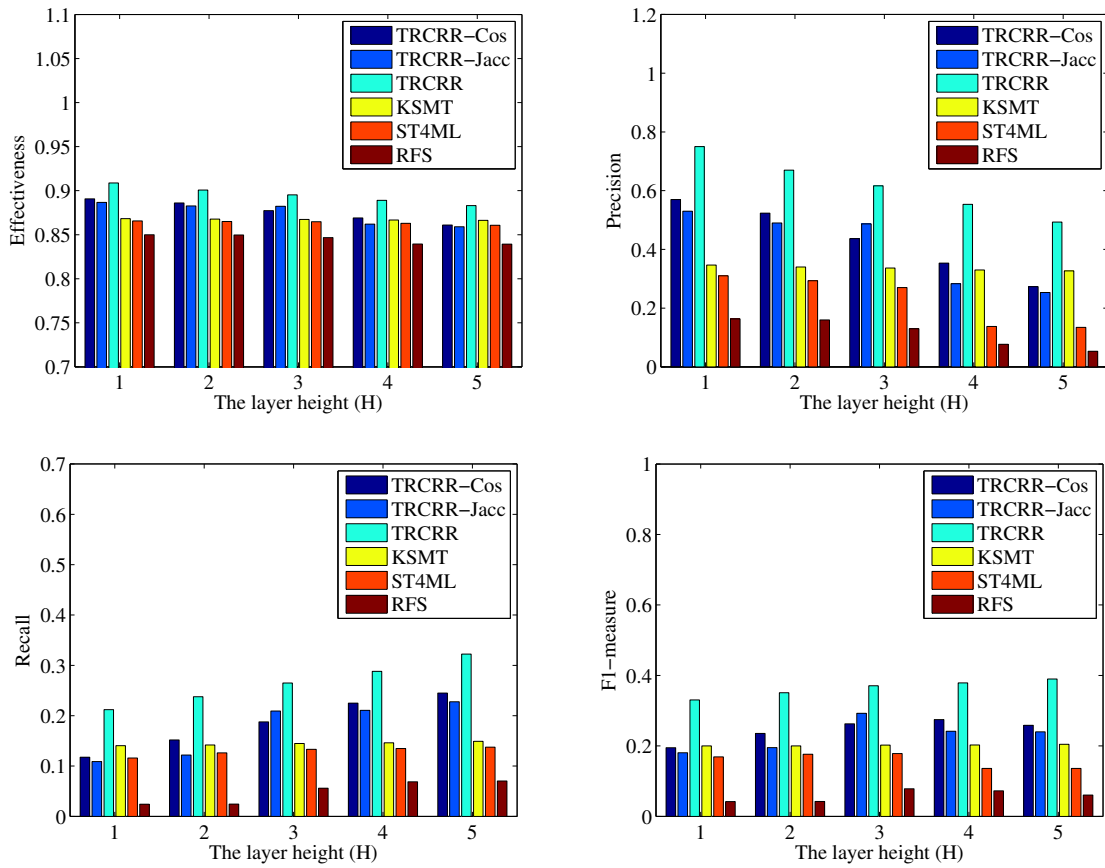 1.1
1.05
1
0.95
0.9
0.85
0.8
0.75
0.7
Effectiveness
TRCRR−Cos
TRCRR−Jacc
TRCRR
KSMT
ST4ML
RFS
1 2 3 4 5
The layer height (H)
1.2
1
0.8
0.6
0.4
0.2
0
Precision
TRCRR−Cos
TRCRR−Jacc
TRCRR
KSMT
ST4ML
RFS
1 2 3 4 5
The layer height (H)
0.7
0.6
0.5
0.4
0.3
0.2
0.1
0
Recall
TRCRR−Cos
TRCRR−Jacc
TRCRR
KSMT
ST4ML
RFS
1 2 3 4 5
The layer height (H)
1
0.8
0.6
0.4
0.2
0
F1−measure
TRCRR−Cos
TRCRR−Jacc
TRCRR
KSMT
ST4ML
RFS
1 2 3 4 5
The layer height (H)